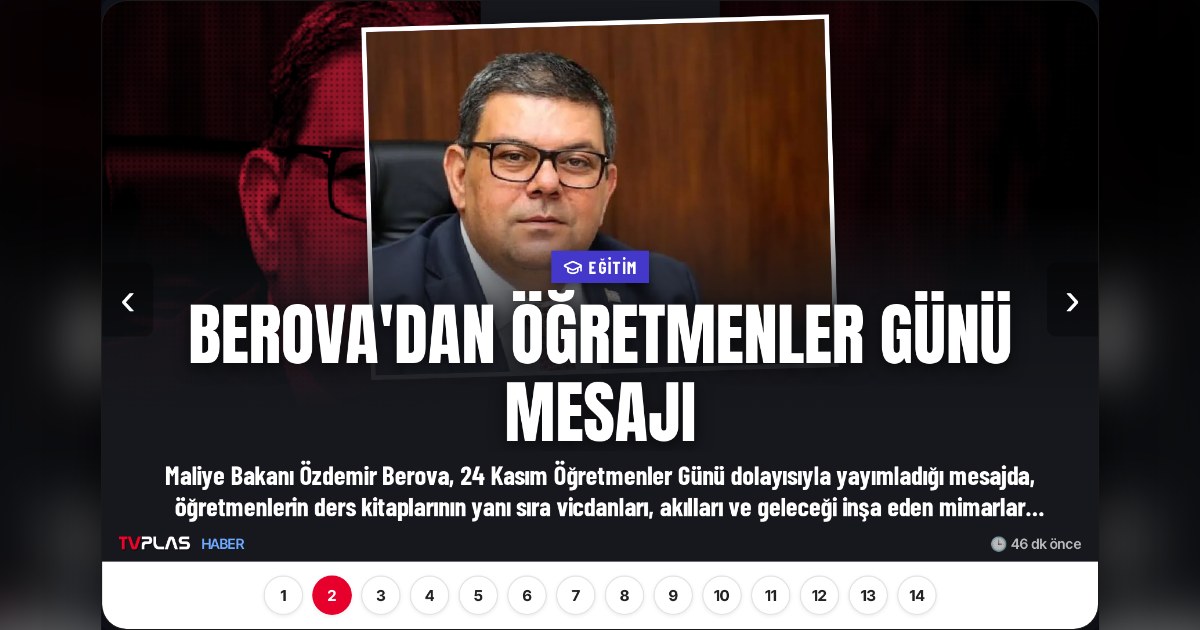 EĞİTİM
BEROVA'DAN ÖĞRETMENLER GÜNÜ
MESAJI
Maliye Bakanı Özdemir Berova, 24 Kasım Öğretmenler Günü dolayısıyla yayımladığı mesajda,
öğretmenlerin ders kitaplarının yanı sıra vicdanları, akılları ve geleceği inşa eden mimarlar...
TVPLAS HABER 46 dk önce
1 2 3 4 5 6 7 8 9 10 11 12 13 14